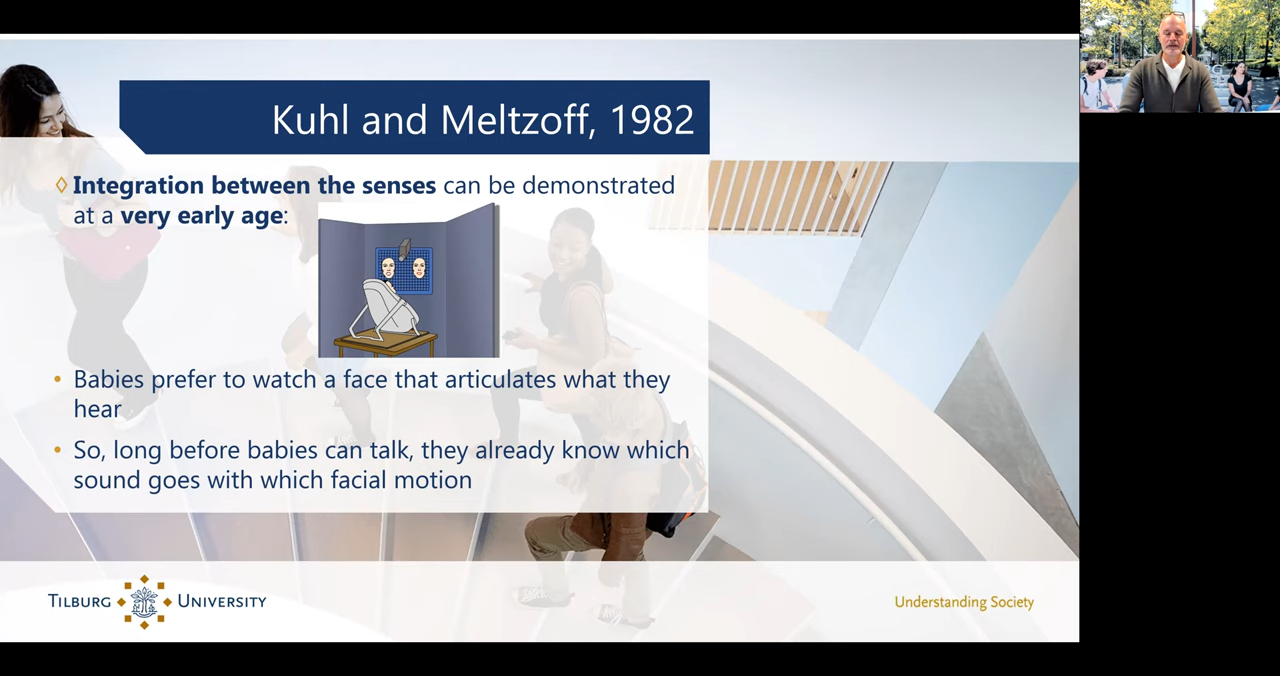 Kuhl and Meltzoff, 1982
◊ Integration between the senses can be demonstrated
at a very early age:
• Babies prefer to watch a face that articulates what they
hear
• So, long before babies can talk, they already know which
sound goes with which facial motion
TILBURG UNIVERSITY
Understanding Society